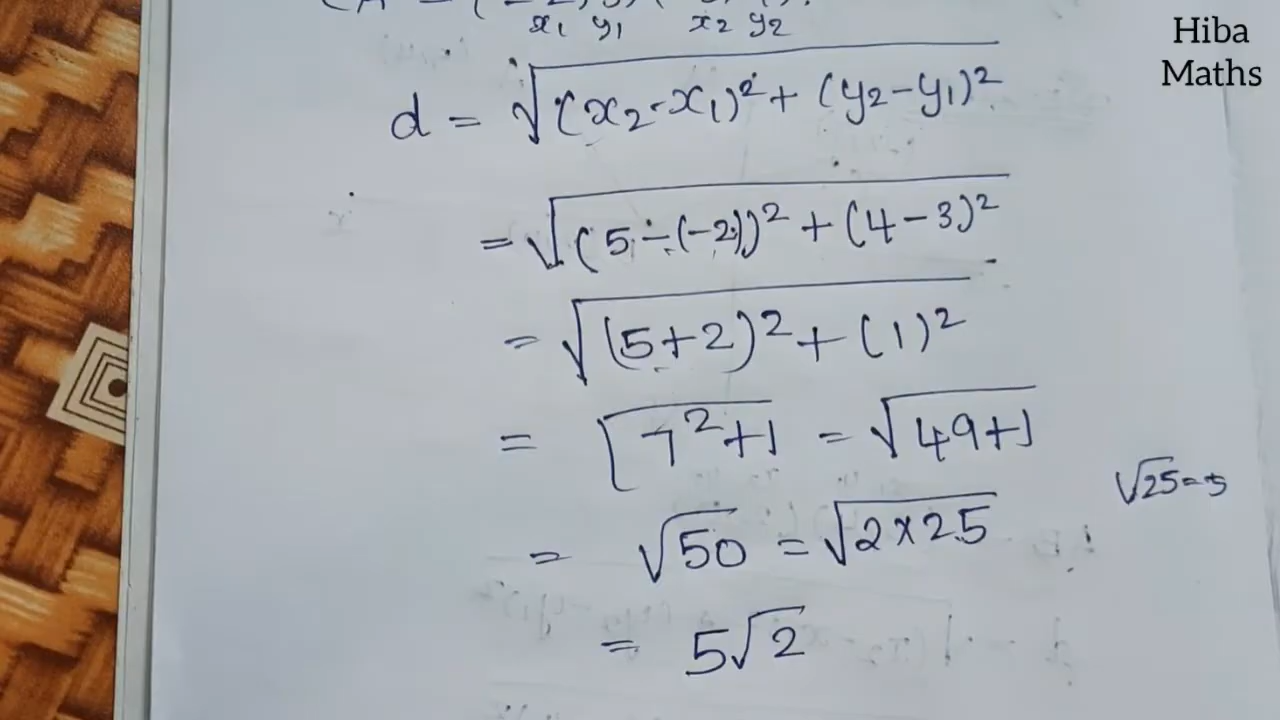 x₁ y₁ x₂ y₂
Hiba
Maths
d = √(x₂-x₁)²+(y₂-y₁)²
= √(5-(-2))²+(4-3)²
= √(5+2)²+(1)²
= √7²+1 = √49+1
√25=5
= √50 = √2×25
= 5√2